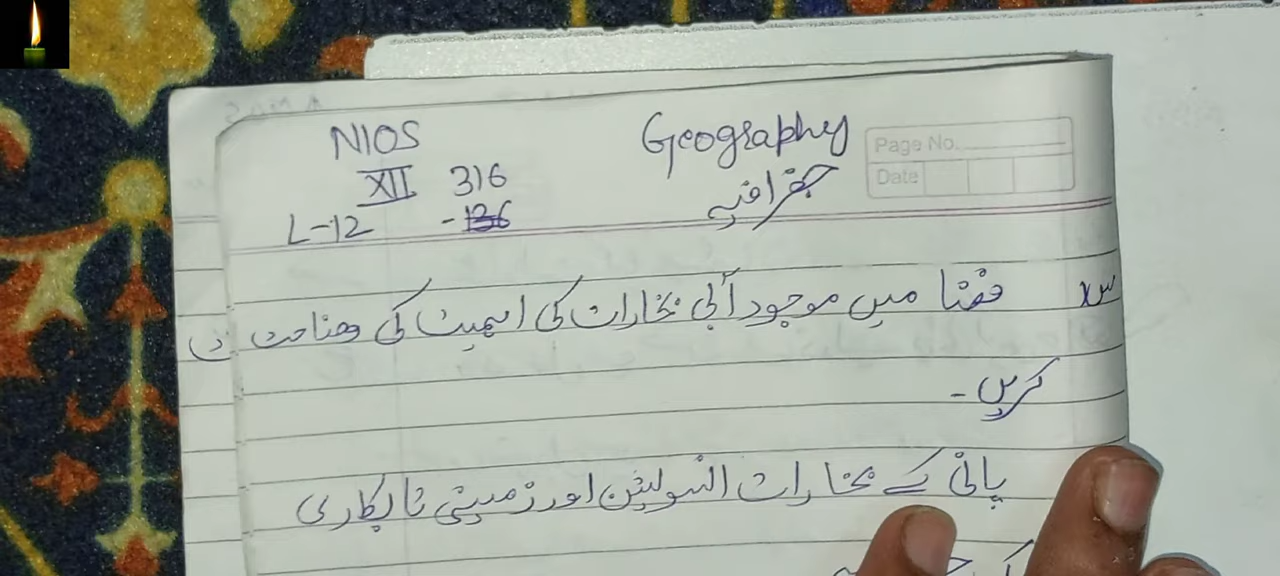 NIOS
Geography
Page No.
XII 316
جغرافیہ
Date
L-12 -136
س فضا میں موجود آبی بخارات کی اہمیت کی وضاحت
کریں۔
پانی کے بخارات انسولیشن اور زمینی تابکاری